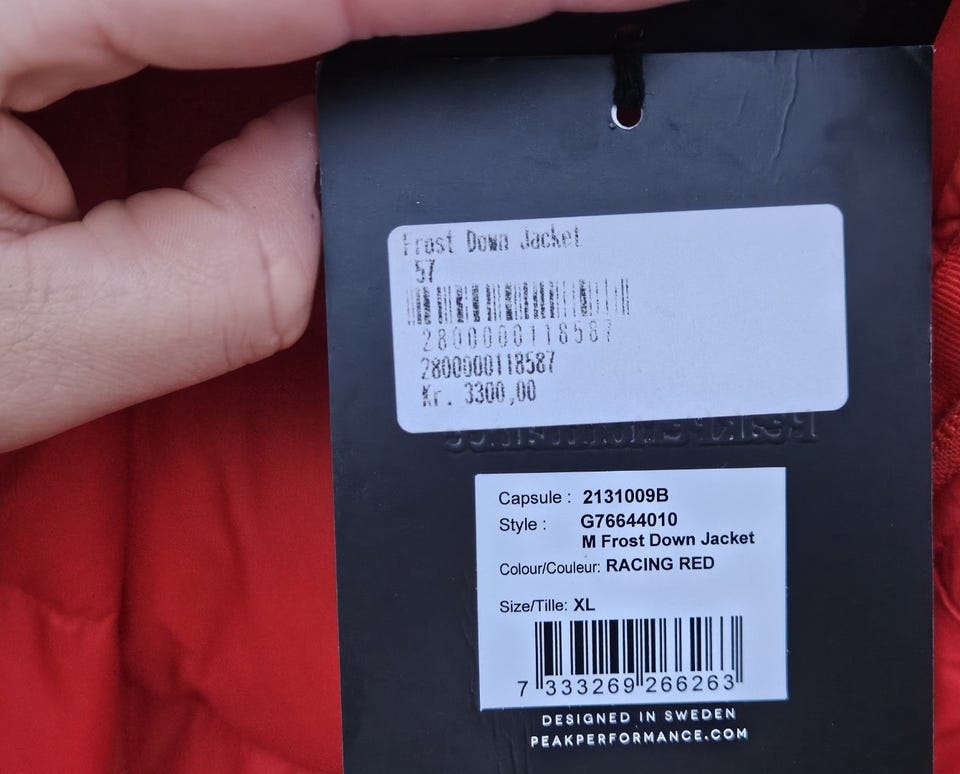 Frost Down Jacket
57
2800000118587
2800000118587
Kr. 3300,00
Capsule : 2131009B
Style : G76644010
M Frost Down Jacket
Colour/Couleur: RACING RED
Size/Tille: XL
7 333269 266263
DESIGNED IN SWEDEN
PEAKPERFORMANCE.COM